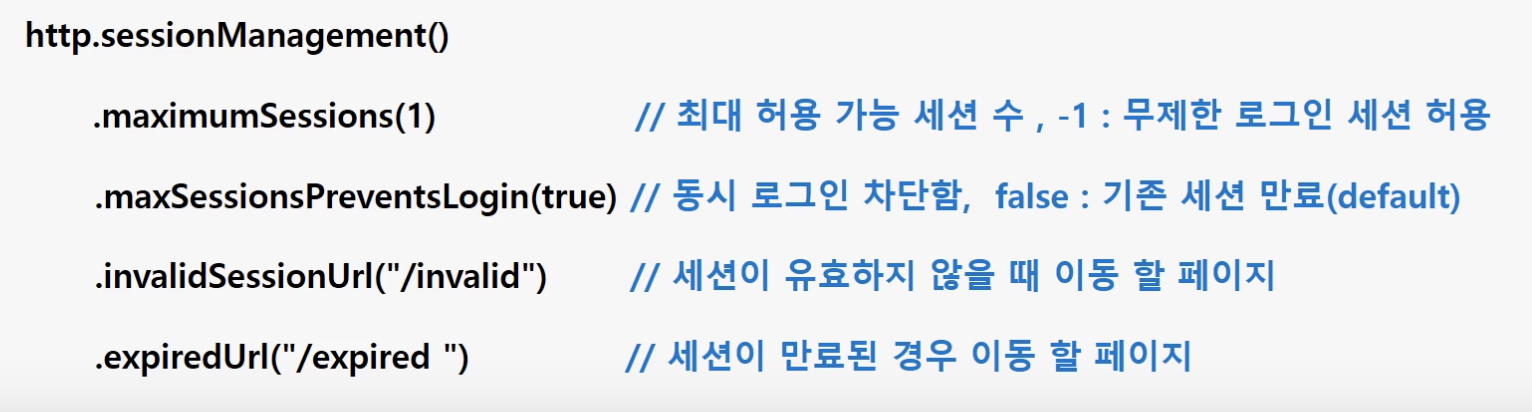 http.sessionManagement()
.maximumSessions(1) // 최대 허용 가능 세션 수 , -1 : 무제한 로그인 세션 허용
.maxSessionsPreventsLogin(true) // 동시 로그인 차단함, false : 기존 세션 만료(default)
.invalidSessionUrl("/invalid") // 세션이 유효하지 않을 때 이동 할 페이지
.expiredUrl("/expired ") // 세션이 만료된 경우 이동 할 페이지